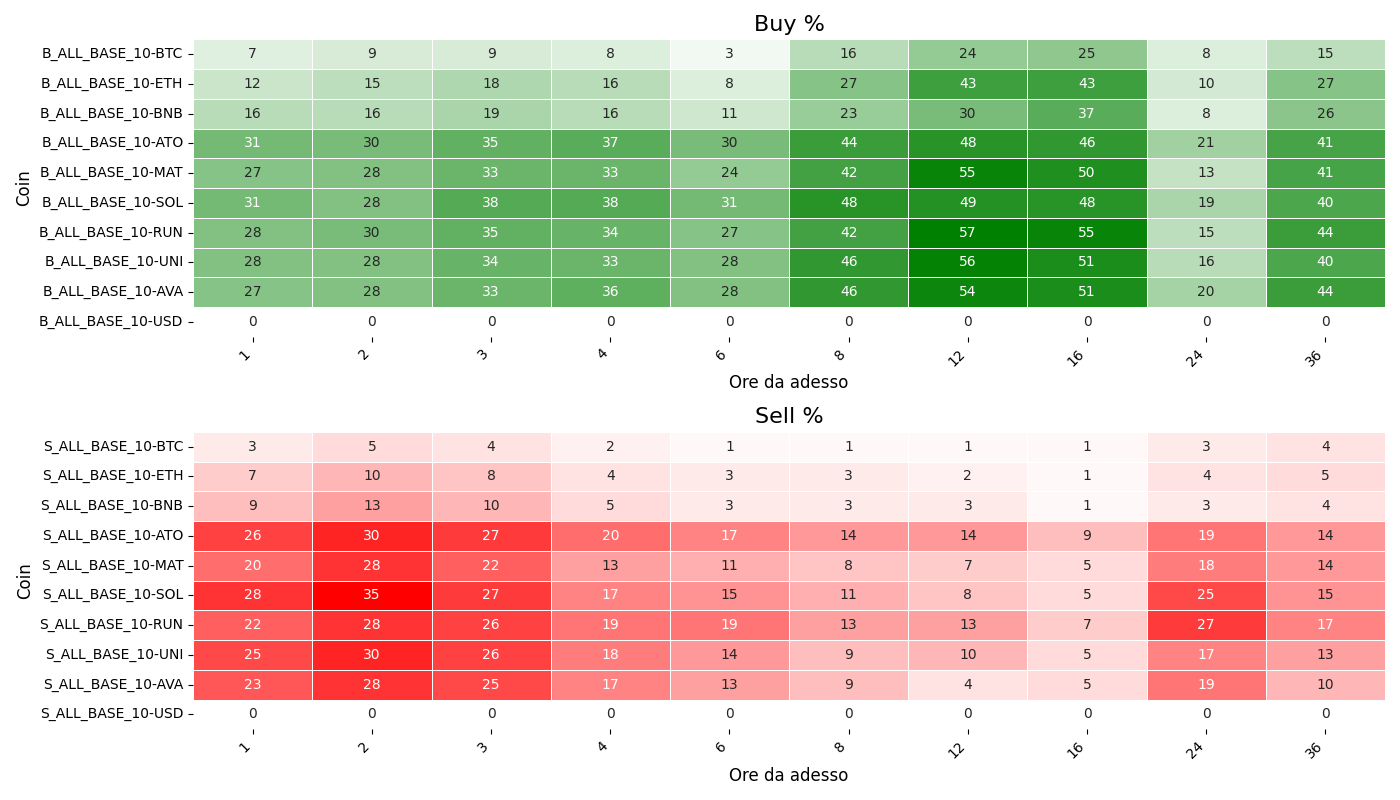 Buy %
Coin
B_ALL_BASE_10-BTC 7 9 9 8 3 16 24 25 8 15
B_ALL_BASE_10-ETH 12 15 18 16 8 27 43 43 10 27
B_ALL_BASE_10-BNB 16 16 19 16 11 23 30 37 8 26
B_ALL_BASE_10-ATO 31 30 35 37 30 44 48 46 21 41
B_ALL_BASE_10-MAT 27 28 33 33 24 42 55 50 13 41
B_ALL_BASE_10-SOL 31 28 38 38 31 48 49 48 19 40
B_ALL_BASE_10-RUN 28 30 35 34 27 42 57 55 15 44
B_ALL_BASE_10-UNI 28 28 34 33 28 46 56 51 16 40
B_ALL_BASE_10-AVA 27 28 33 36 28 46 54 51 20 44
B_ALL_BASE_10-USD 0 0 0 0 0 0 0 0 0 0
1 2 3 4 6 8 12 16 24 36
Ore da adesso
Sell %
Coin
S_ALL_BASE_10-BTC 3 5 4 2 1 1 1 1 3 4
S_ALL_BASE_10-ETH 7 10 8 4 3 3 2 1 4 5
S_ALL_BASE_10-BNB 9 13 10 5 3 3 3 1 3 4
S_ALL_BASE_10-ATO 26 30 27 20 17 14 14 9 19 14
S_ALL_BASE_10-MAT 20 28 22 13 11 8 7 5 18 14
S_ALL_BASE_10-SOL 28 35 27 17 15 11 8 5 25 15
S_ALL_BASE_10-RUN 22 28 26 19 19 13 13 7 27 17
S_ALL_BASE_10-UNI 25 30 26 18 14 9 10 5 17 13
S_ALL_BASE_10-AVA 23 28 25 17 13 9 4 5 19 10
S_ALL_BASE_10-USD 0 0 0 0 0 0 0 0 0 0
1 2 3 4 6 8 12 16 24 36
Ore da adesso